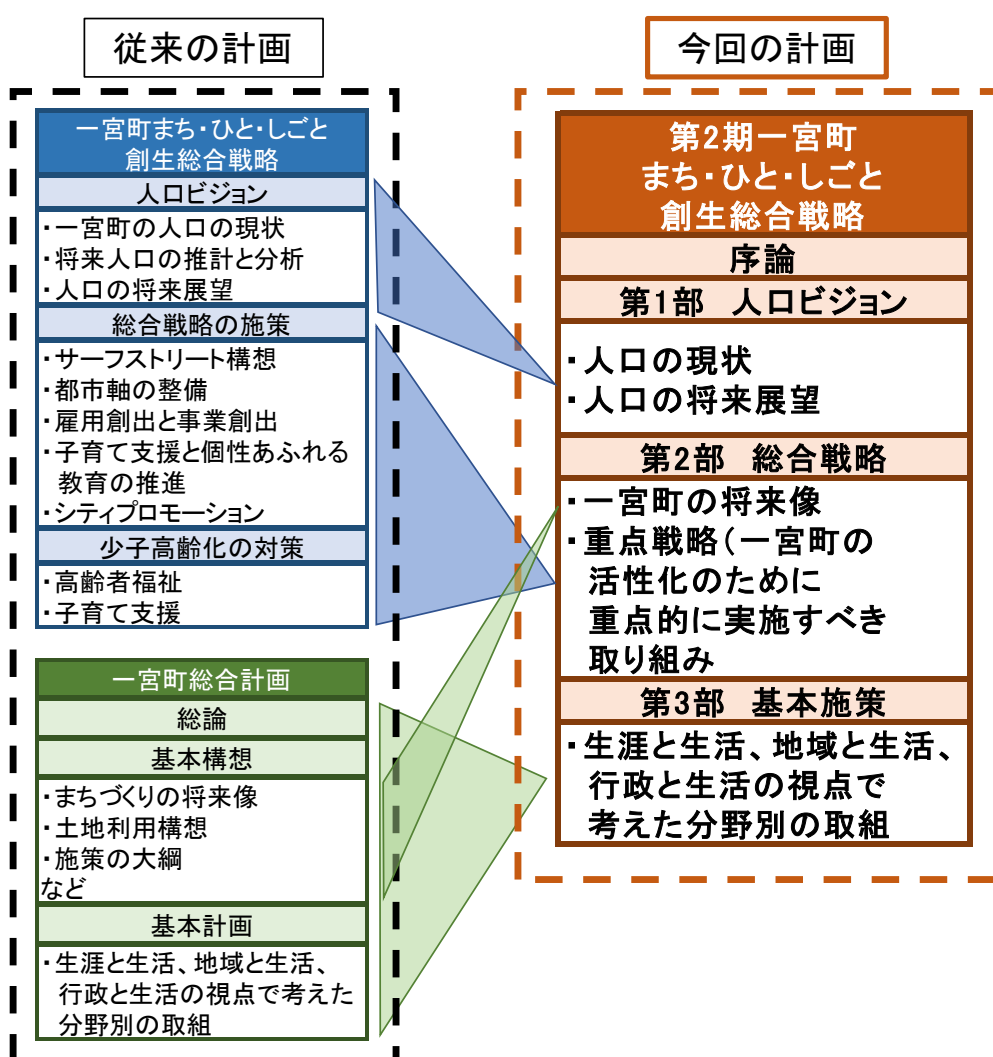 従来の計画
一宮町まち・ひと・しごと
創生総合戦略
人口ビジョン
・一宮町の人口の現状
・将来人口の推計と分析
・人口の将来展望
総合戦略の施策
・サーフストリート構想
・都市軸の整備
・雇用創出と事業創出
・子育て支援と個性あふれる
教育の推進
・シティプロモーション
少子高齢化の対策
・高齢者福祉
・子育て支援
一宮町総合計画
総論
基本構想
・まちづくりの将来像
・土地利用構想
・施策の大綱
など
基本計画
・生涯と生活、地域と生活、
行政と生活の視点で考えた
分野別の取組
今回の計画
第2期一宮町
まち・ひと・しごと
創生総合戦略
序論
第1部 人口ビジョン
・人口の現状
・人口の将来展望
第2部 総合戦略
・一宮町の将来像
・重点戦略(一宮町の
活性化のために
重点的に実施すべき
取り組み
第3部 基本施策
・生涯と生活、地域と生活、
行政と生活の視点で
考えた分野別の取組